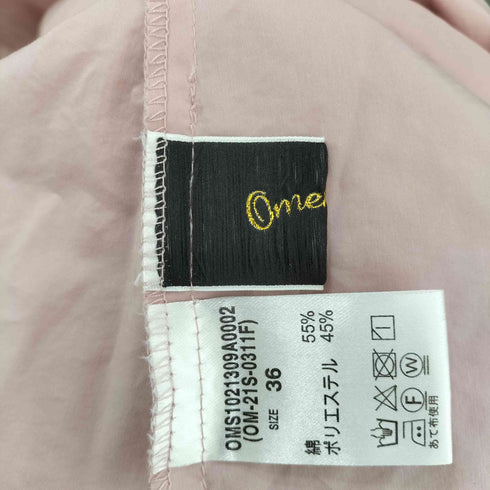 Ome
OMS1021309A0002
(OM-21S-0311F)
SIZE 36
綿 55%
ポリエステル 45%
W
F
あて布使用